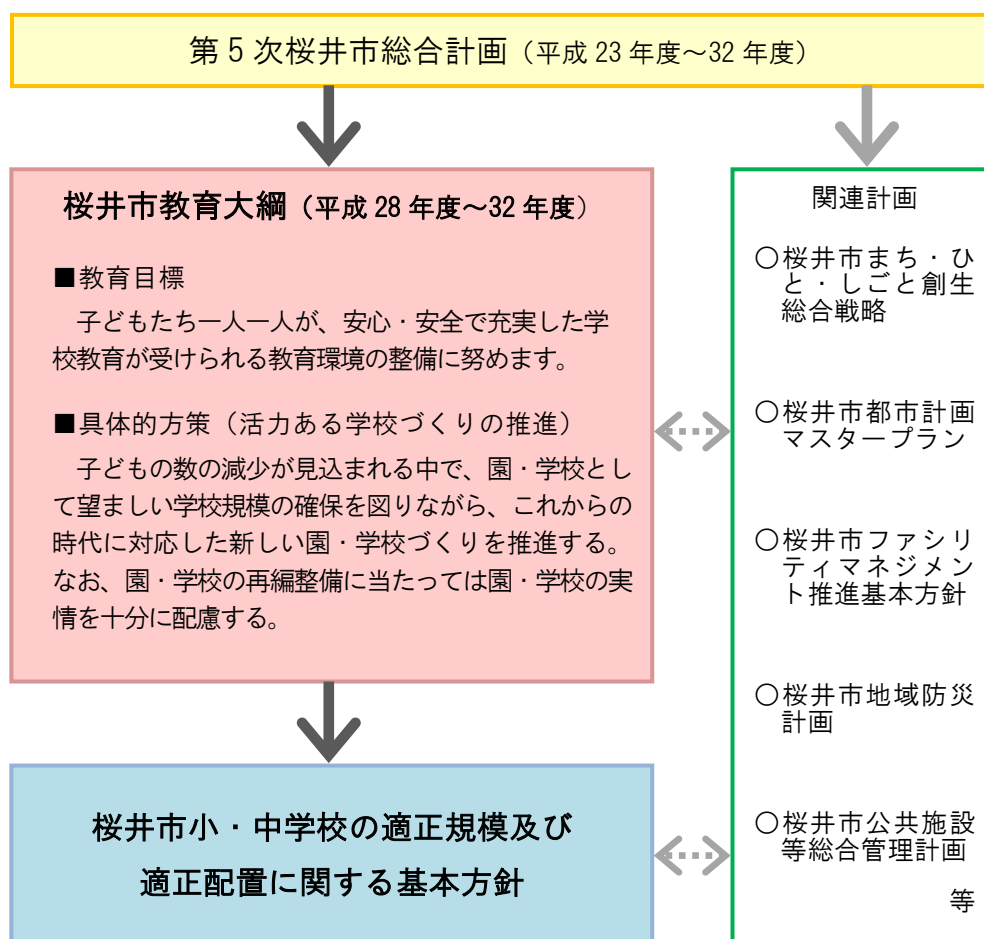 第５次桜井市総合計画（平成 23 年度～32 年度）
桜井市教育大綱（平成 28 年度～32 年度）
■教育目標
子どもたち一人一人が、安心・安全で充実した学
校教育が受けられる教育環境の整備に努めます。
■具体的方策（活力ある学校づくりの推進）
子どもの数の減少が見込まれる中で、園・学校とし
て望ましい学校規模の確保を図りながら、これからの
時代に対応した新しい園・学校づくりを推進する。
なお、園・学校の再編整備に当たっては園・学校の実
情を十分に配慮する。
桜井市小・中学校の適正規模及び
適正配置に関する基本方針
関連計画
〇桜井市まち・ひ
と・しごと創生
総合戦略
〇桜井市都市計画
マスタープラン
〇桜井市ファシリ
ティマネジメン
ト推進基本方針
〇桜井市地域防災
計画
〇桜井市公共施設
等総合管理計画
等